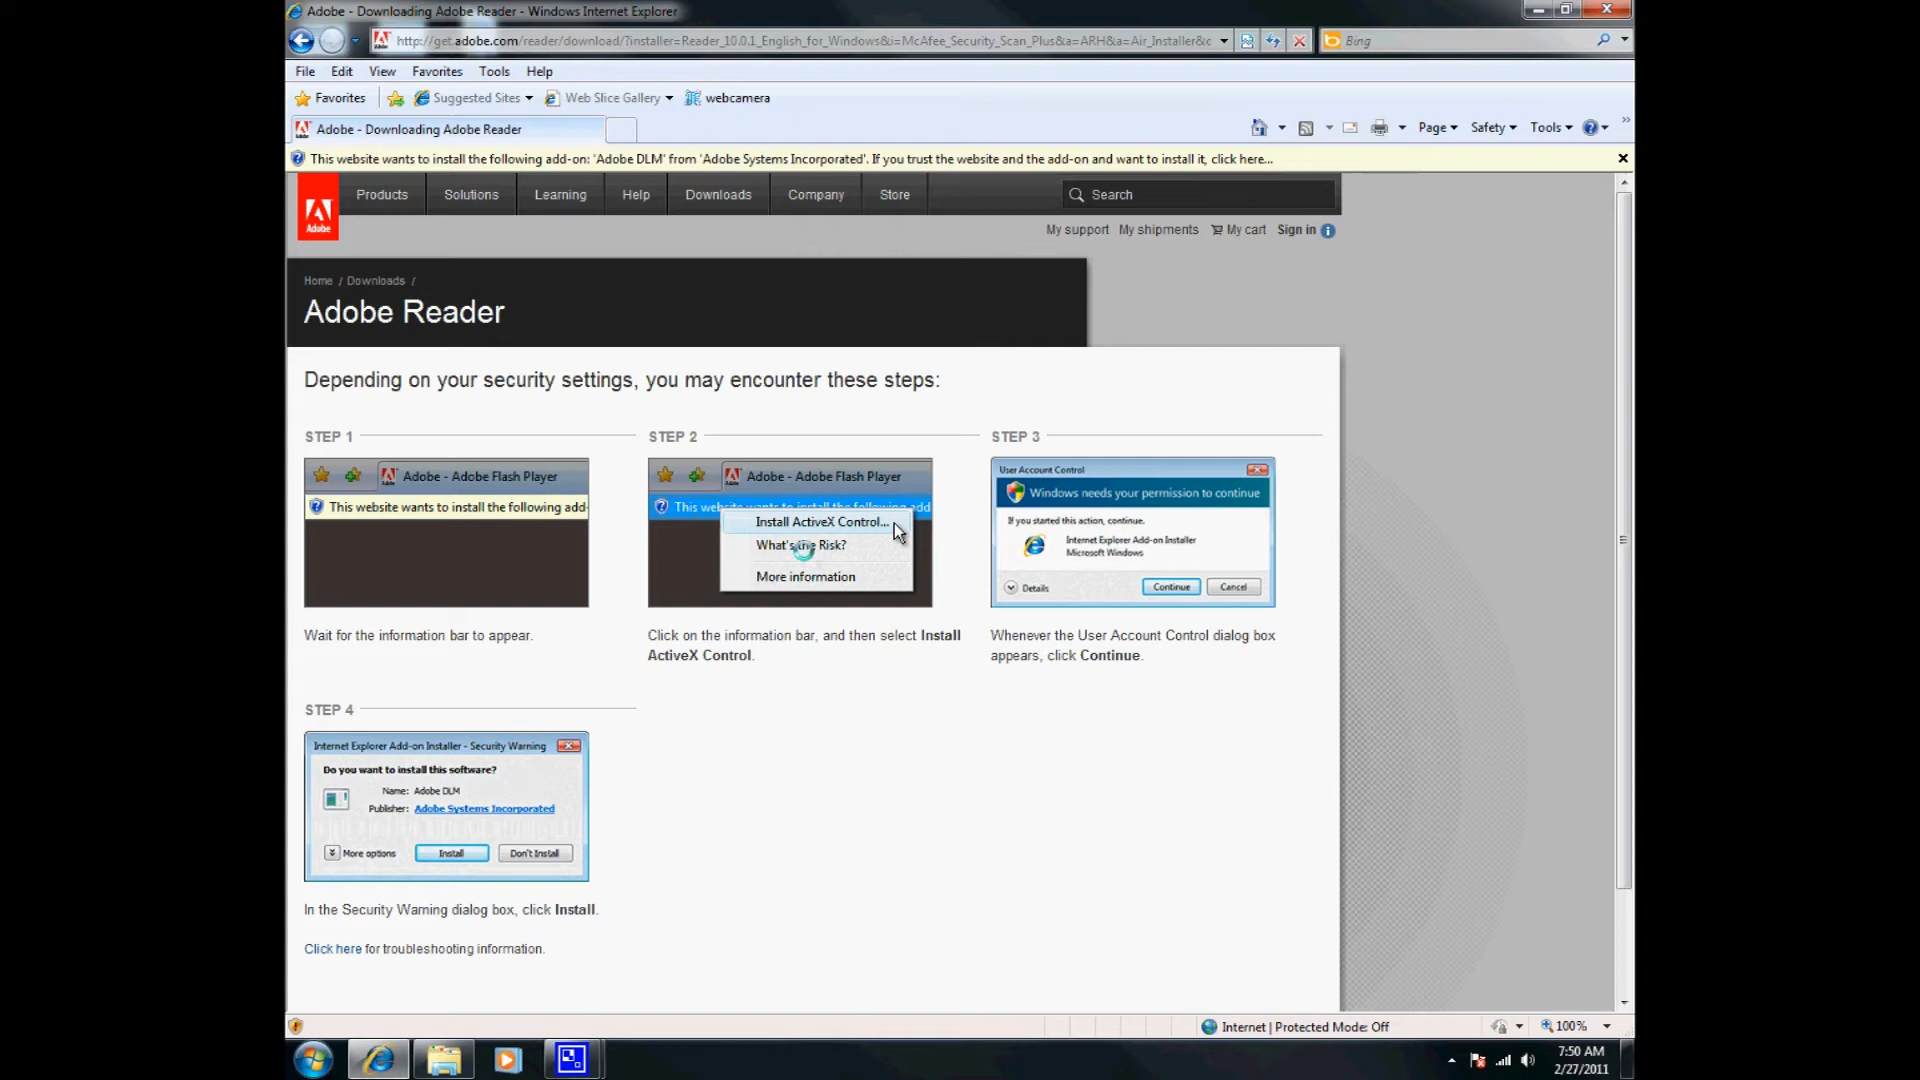 Adobe - Downloading Adobe Reader - Windows Internet Explorer
http://get.adobe.com/reader/download/?installer=Reader_10.0.1_English_for_Windows&i=McAfee_Security_Scan_Plus&a=ARH&a=Air_Installer&c
Bing
File Edit View Favorites Tools Help
Favorites Suggested Sites Web Slice Gallery webcamera
Adobe - Downloading Adobe Reader
Page Safety Tools
This website wants to install the following add-on: 'Adobe DLM' from 'Adobe Systems Incorporated'. If you trust the website and the add-on and want to install it, click here...
Adobe
Products Solutions Learning Help Downloads Company Store Search
My support My shipments My cart Sign in
Home / Downloads /
Adobe Reader
Depending on your security settings, you may encounter these steps:
STEP 1
Adobe - Adobe Flash Player
This website wants to install the following add-
Wait for the information bar to appear.
STEP 2
Adobe - Adobe Flash Player
This website wants to install the following add
Install ActiveX Control...
What's the Risk?
More information
Click on the information bar, and then select Install
ActiveX Control.
STEP 3
User Account Control
Windows needs your permission to continue
If you started this action, continue.
Internet Explorer Add-on Installer
Microsoft Windows
Details Continue Cancel
Whenever the User Account Control dialog box
appears, click Continue.
STEP 4
Internet Explorer Add-on Installer - Security Warning
Do you want to install this software?
Name: Adobe DLM
Publisher: Adobe Systems Incorporated
More options Install Don't Install
In the Security Warning dialog box, click Install.
Click here for troubleshooting information.
Internet | Protected Mode: Off
100%
7:50 AM
2/27/2011